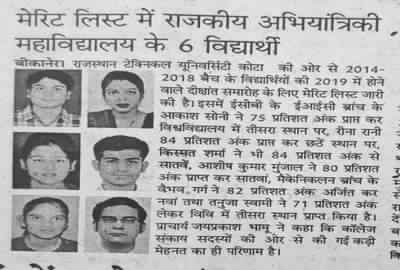 मेरिट लिस्ट में राजकीय अभियांत्रिकी
महाविद्यालय के 6 विद्यार्थी
बीकानेर। राजस्थान टेक्निकल यूनिवर्सिटी कोटा की ओर से 2014-
2018 बैच के विद्यार्थियों की 2019 में होने
वाले दीक्षांत समारोह के लिए मेरिट लिस्ट जारी
की है। इसमें ईसीबी के ईआईसी ब्रांच के
आकाश सोनी ने 75 प्रतिशत अंक प्राप्त कर
विश्वविद्यालय में तीसरा स्थान पर, रीना रानी
84 प्रतिशत अंक प्राप्त कर छठें स्थान पर,
किस्मत शर्मा ने भी 84 प्रतिशत अंक से
सातवें, आशीष कुमार मुंजाल ने 80 प्रतिशत
अंक प्राप्त कर सातवां, मैकेनिकलन ब्रांच के
वैभव गर्ग ने 82 प्रतिशत अंक अर्जित कर
नवां तथा तनुजा स्वामी ने 71 प्रतिशत अंक
लेकर विवि में तीसरा स्थान प्राप्त किया है।
प्राचार्य जयप्रकाश भामू ने कहा कि कॉलेज
संकाय सदस्यों की ओर से की गई कड़ी
मेहनत का ही परिणाम है।